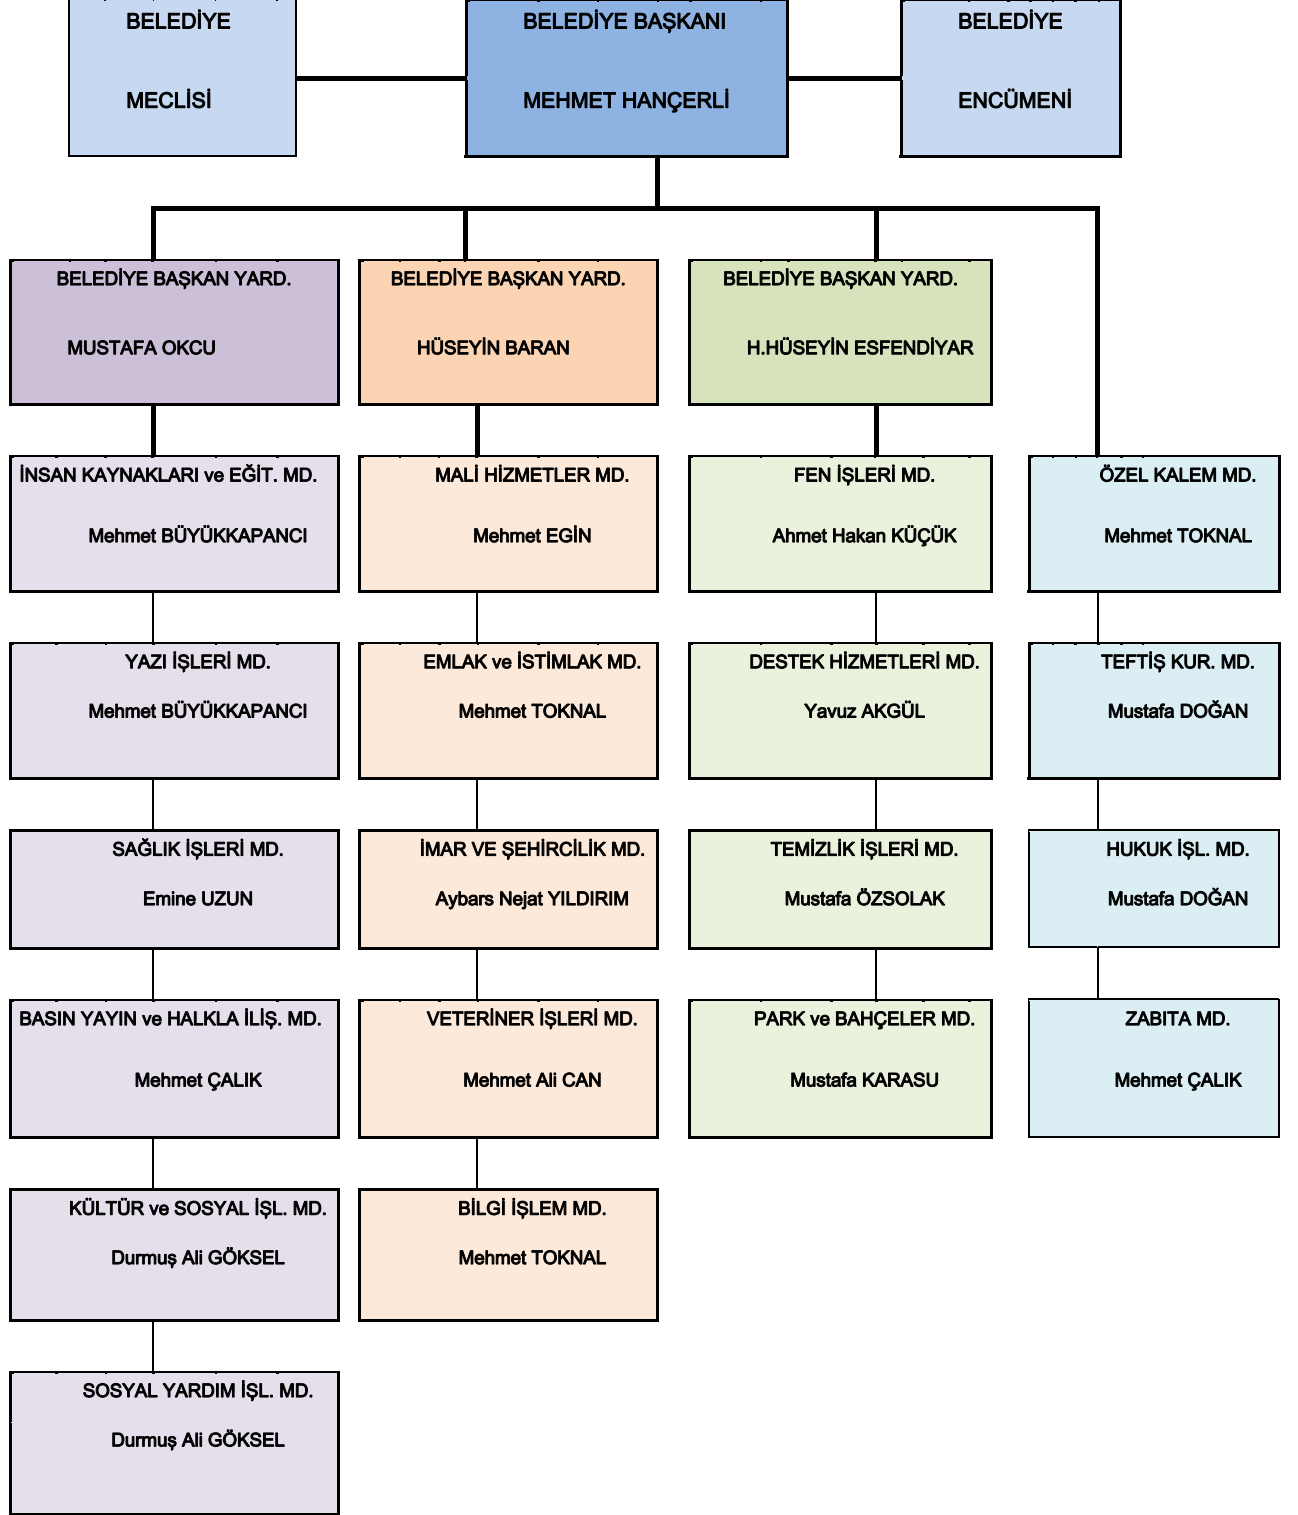 BELEDİYE
MECLİSİ
BELEDİYE BAŞKANI
MEHMET HANÇERLİ
BELEDİYE
ENCÜMENİ
BELEDİYE BAŞKAN YARD.
MUSTAFA OKCU
BELEDİYE BAŞKAN YARD.
HÜSEYİN BARAN
BELEDİYE BAŞKAN YARD.
H.HÜSEYİN ESFENDİYAR
İNSAN KAYNAKLARI ve EĞİT. MD.
Mehmet BÜYÜKKAPANCI
MALİ HİZMETLER MD.
Mehmet EGİN
FEN İŞLERİ MD.
Ahmet Hakan KÜÇÜK
ÖZEL KALEM MD.
Mehmet TOKNAL
YAZI İŞLERİ MD.
Mehmet BÜYÜKKAPANCI
EMLAK ve İSTİMLAK MD.
Mehmet TOKNAL
DESTEK HİZMETLERİ MD.
Yavuz AKGÜL
TEFTİŞ KUR. MD.
Mustafa DOĞAN
SAĞLIK İŞLERİ MD.
Emine UZUN
İMAR VE ŞEHİRCİLİK MD.
Aybars Nejat YILDIRIM
TEMİZLİK İŞLERİ MD.
Mustafa ÖZSOLAK
HUKUK İŞL. MD.
Mustafa DOĞAN
BASIN YAYIN ve HALKLA İLİŞ. MD.
Mehmet ÇALIK
VETERİNER İŞLERİ MD.
Mehmet Ali CAN
PARK ve BAHÇELER MD.
Mustafa KARASU
ZABITA MD.
Mehmet ÇALIK
KÜLTÜR ve SOSYAL İŞL. MD.
Durmuş Ali GÖKSEL
BİLGİ İŞLEM MD.
Mehmet TOKNAL
SOSYAL YARDIM İŞL. MD.
Durmuş Ali GÖKSEL